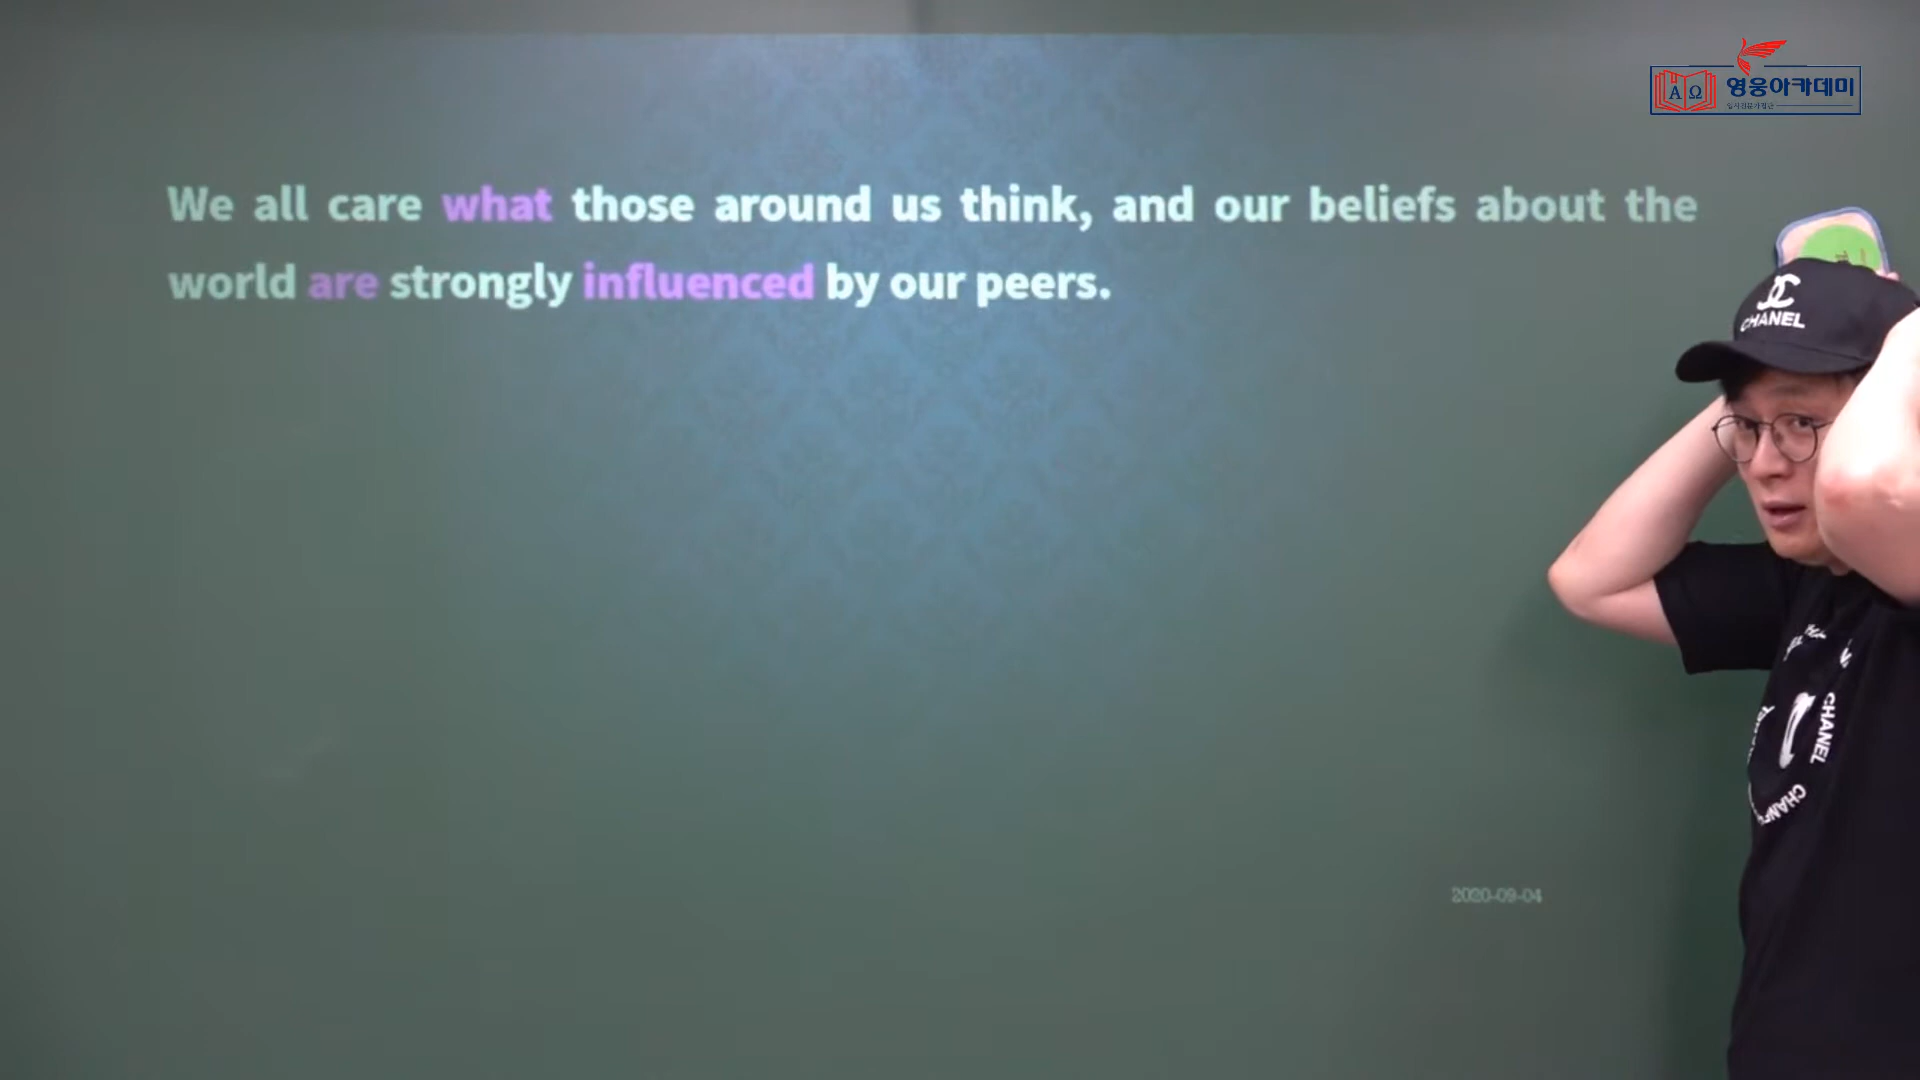 영웅아카데미
We all care what those around us think, and our beliefs about the
world are strongly influenced by our peers.
CHANEL
CHANEL
2020-09-04